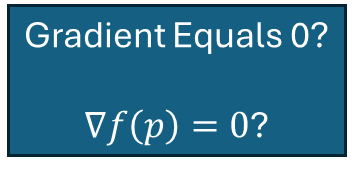 Gradient Equals 0?
∇𝑓(𝑝) = 0?